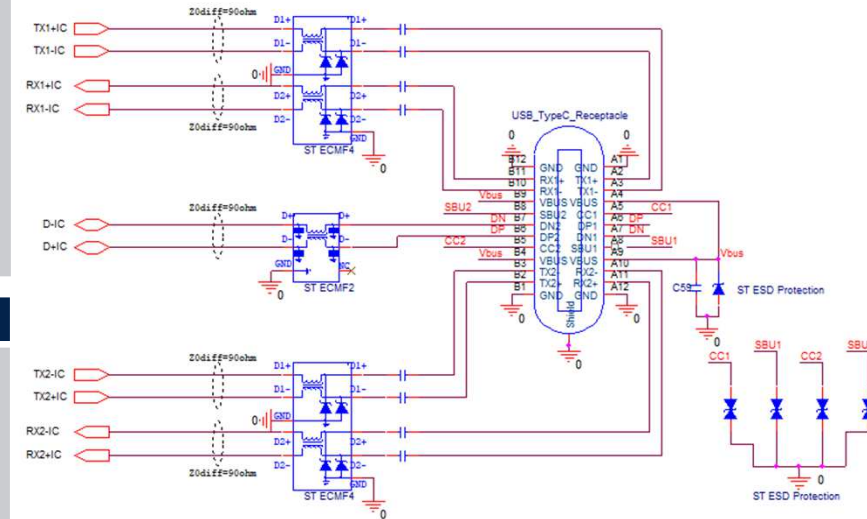 Z0diff=90ohm
TX1+IC
D1+
D1+
TX1-IC
D1-
D1-
0
GND
RX1+IC
D2+
D2+
RX1-IC
D2-
D2-
GND
Z0diff=90ohm
ST ECMF4
0
USB_TypeC_Receptacle
0
0
B12 GND GND A1
B11 RX1+ TX1+ A2
B10 RX1- TX1- A3
Vbus B9 VBUS VBUS A4
SBU2 B8 SBU2 CC1 A5 CC1
DN B7 DN2 DP1 A6 DP
DP B6 DP2 DN1 A7 DN
CC2 B5 CC2 SBU1 A8 SBU1
Vbus B4 VBUS VBUS A9 Vbus
B3 TX2- RX2- A10
B2 TX2+ RX2+ A11
B1 GND GND A12
0
0
Shield
0
Z0diff=90ohm
D-IC
D+
D+
D+IC
D-
D-
GND
NC
0
ST ECMF2
C59
ST ESD Protection
0
Z0diff=90ohm
TX2-IC
D1+
D1+
TX2+IC
D1-
D1-
0
GND
RX2-IC
D2+
D2+
RX2+IC
D2-
D2-
GND
Z0diff=90ohm
ST ECMF4
0
CC1
SBU1
CC2
SBU
0
ST ESD Protection